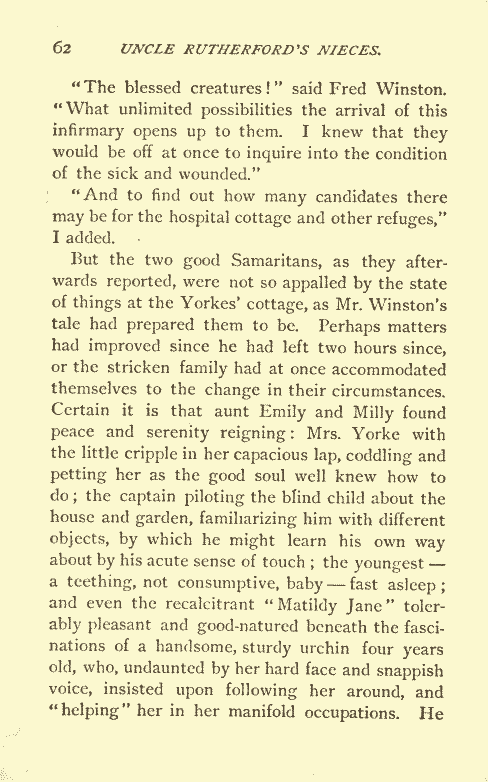 62 UNCLE RUTHERFORD'S NIECES.
"The blessed creatures!" said Fred Winston.
"What unlimited possibilities the arrival of this
infirmary opens up to them. I knew that they
would be off at once to inquire into the condition
of the sick and wounded."
"And to find out how many candidates there
may be for the hospital cottage and other refuges,"
I added.
But the two good Samaritans, as they after-
wards reported, were not so appalled by the state
of things at the Yorkes' cottage, as Mr. Winston's
tale had prepared them to be. Perhaps matters
had improved since he had left two hours since,
or the stricken family had at once accommodated
themselves to the change in their circumstances.
Certain it is that aunt Emily and Milly found
peace and serenity reigning: Mrs. Yorke with
the little cripple in her capacious lap, coddling and
petting her as the good soul well knew how to
do; the captain piloting the blind child about the
house and garden, familiarizing him with different
objects, by which he might learn his own way
about by his acute sense of touch; the youngest —
a teething, not consumptive, baby — fast asleep;
and even the recalcitrant "Matildy Jane" toler-
ably pleasant and good-natured beneath the fasci-
nations of a handsome, sturdy urchin four years
old, who, undaunted by her hard face and snappish
voice, insisted upon following her around, and
"helping" her in her manifold occupations. He